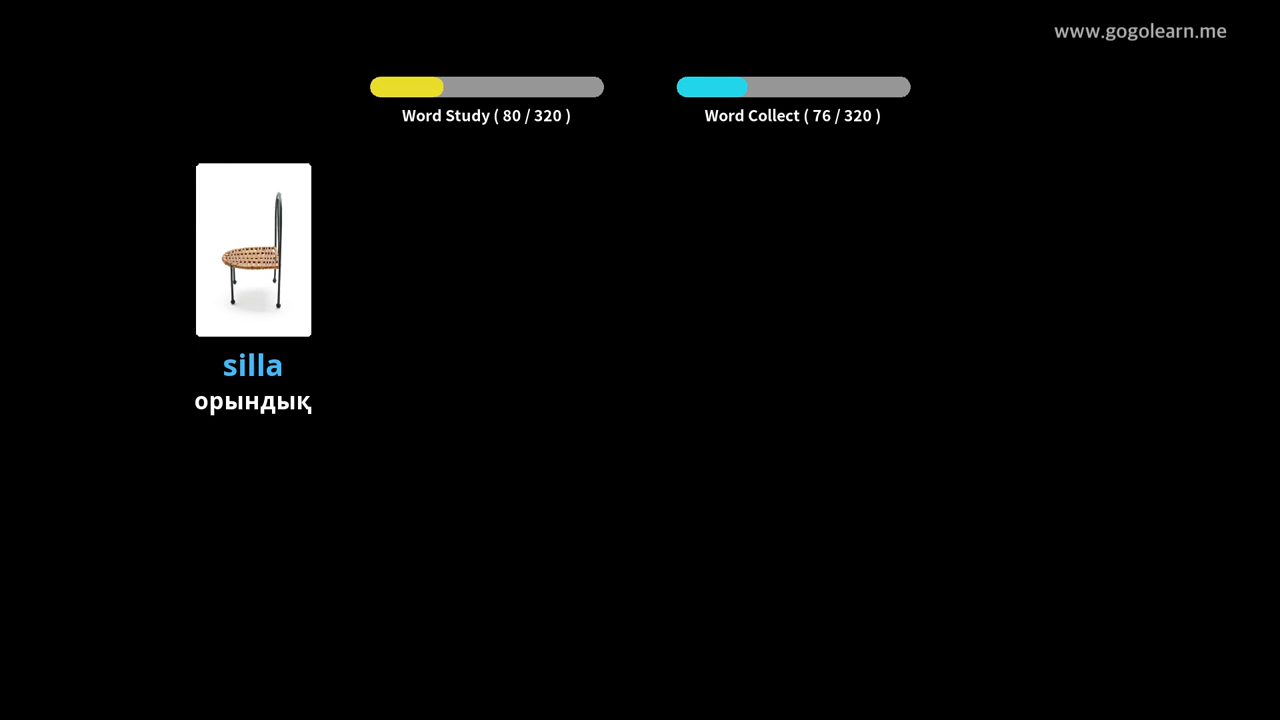 www.gogolearn.me
Word Study ( 80 / 320 )
Word Collect ( 76 / 320 )
silla
орындық